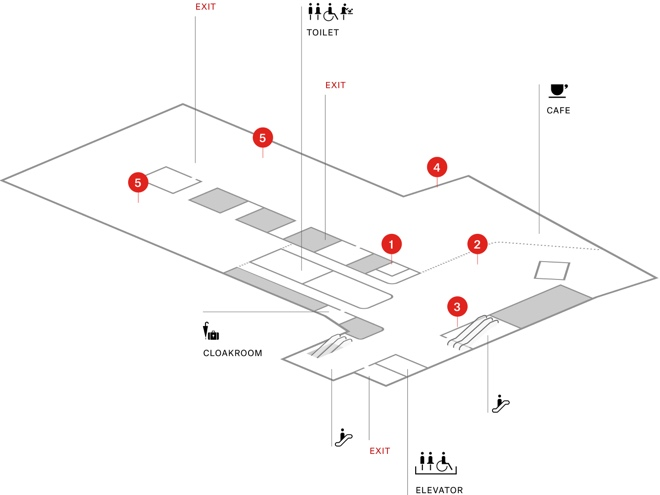 EXIT
TOILET
EXIT
CAFE
5
4
5
1
2
3
CLOAKROOM
EXIT
ELEVATOR